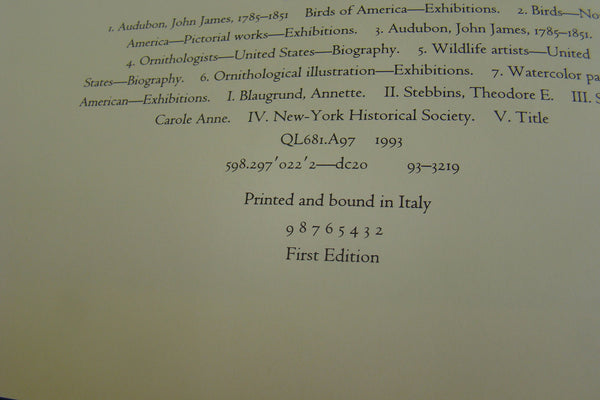 1. Audubon, John James, 1785–1851 Birds of America—Exhibitions. 2. Birds—No
America—Pictorial works—Exhibitions. 3. Audubon, John James, 1785–1851.
4. Ornithologists—United States—Biography. 5. Wildlife artists—United
States—Biography. 6. Ornithological illustration—Exhibitions. 7. Watercolor pa
American—Exhibitions. I. Blaugrund, Annette. II. Stebbins, Theodore E. III. S
Carole Anne. IV. New-York Historical Society. V. Title
QL681.A97 1993
598.297′022′2—dc20 93–3219
Printed and bound in Italy
9 8 7 6 5 4 3 2
First Edition